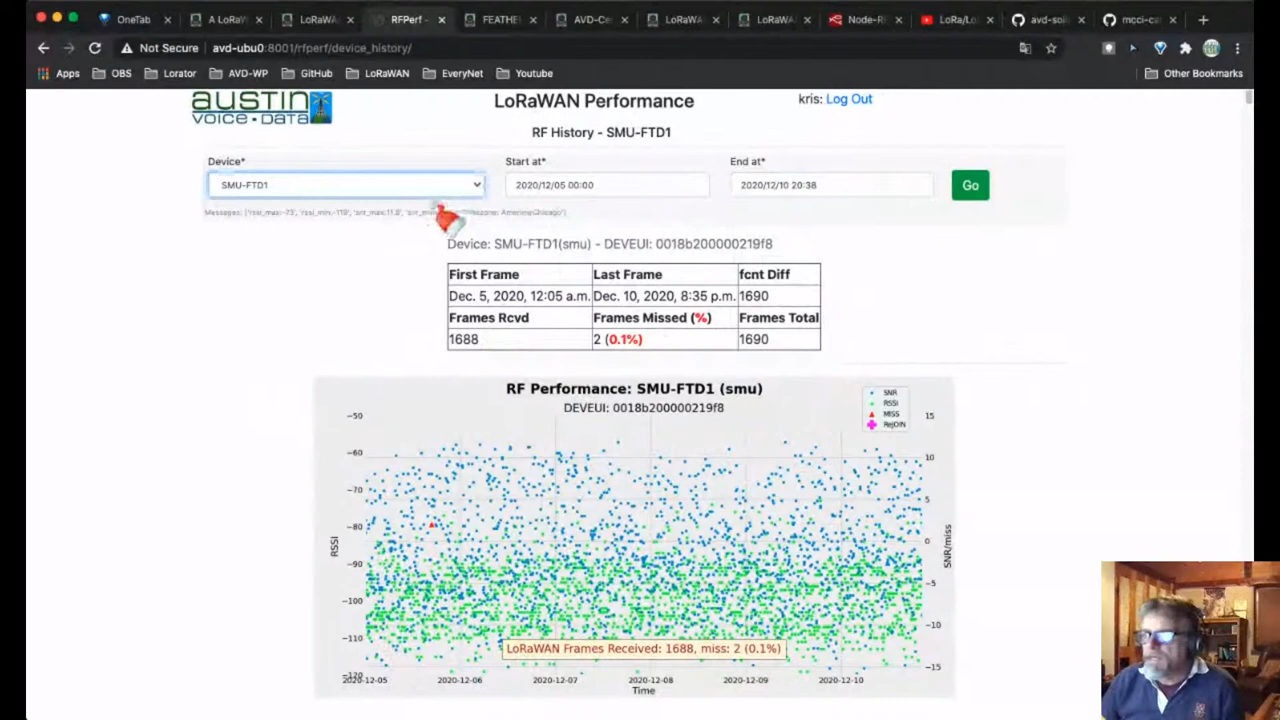 OneTab
A LoRaV
LoRaWA
RFPerf -
FEATHE
AVD-Ce
LoRaWA
LoRaWA
Node-R
LoRa/Lo
avd-soil
mcci-ca
Not Secure avd-ubu0:8001/rfperf/device_history/
Apps OBS Lorator AVD-WP GitHub LoRaWAN EveryNet Youtube Other Bookmarks
AUSTIN
VOICE • DATA
LoRaWAN Performance
kris: Log Out
RF History - SMU-FTD1
Device* Start at* End at*
SMU-FTD1 2020/12/05 00:00 2020/12/10 20:38 Go
Device: SMU-FTD1(smu) - DEVEUI: 0018b200000219f8
First Frame Last Frame fcnt Diff
Dec. 5, 2020, 12:05 a.m. Dec. 10, 2020, 8:35 p.m. 1690
Frames Rcvd Frames Missed (%) Frames Total
1688 2 (0.1%) 1690
RF Performance: SMU-FTD1 (smu)
DEVEUI: 0018b200000219f8
SNR
RSSI
MISS
ReJOIN
−50
−60
−70
−80
−90
−100
−110
−120
RSSI
15
10
5
0
−5
−10
−15
SNR/miss
LoRaWAN Frames Received: 1688, miss: 2 (0.1%)
2020-12-05 2020-12-06 2020-12-07 2020-12-08 2020-12-09 2020-12-10
Time